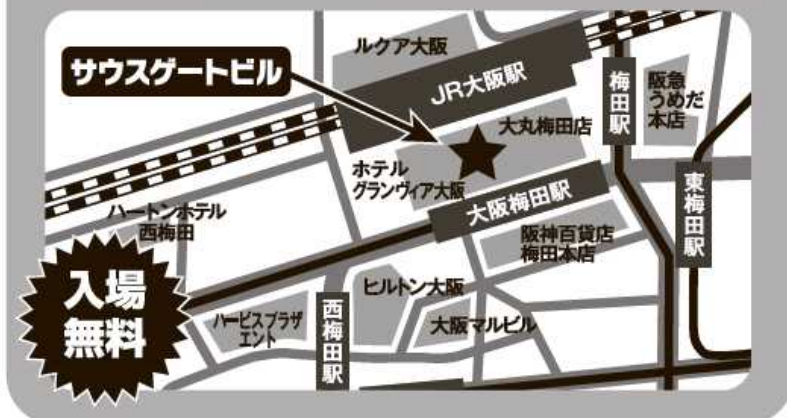 ルクア大阪
サウスゲートビル
JR大阪駅
梅田駅
阪急
うめだ
本店
大丸梅田店
ホテル
グランヴィア大阪
大阪梅田駅
東梅田駅
ハートンホテル
西梅田
阪神百貨店
梅田本店
入場
無料
ヒルトン大阪
西梅田駅
ハービスプラザ
エント
大阪マルビル